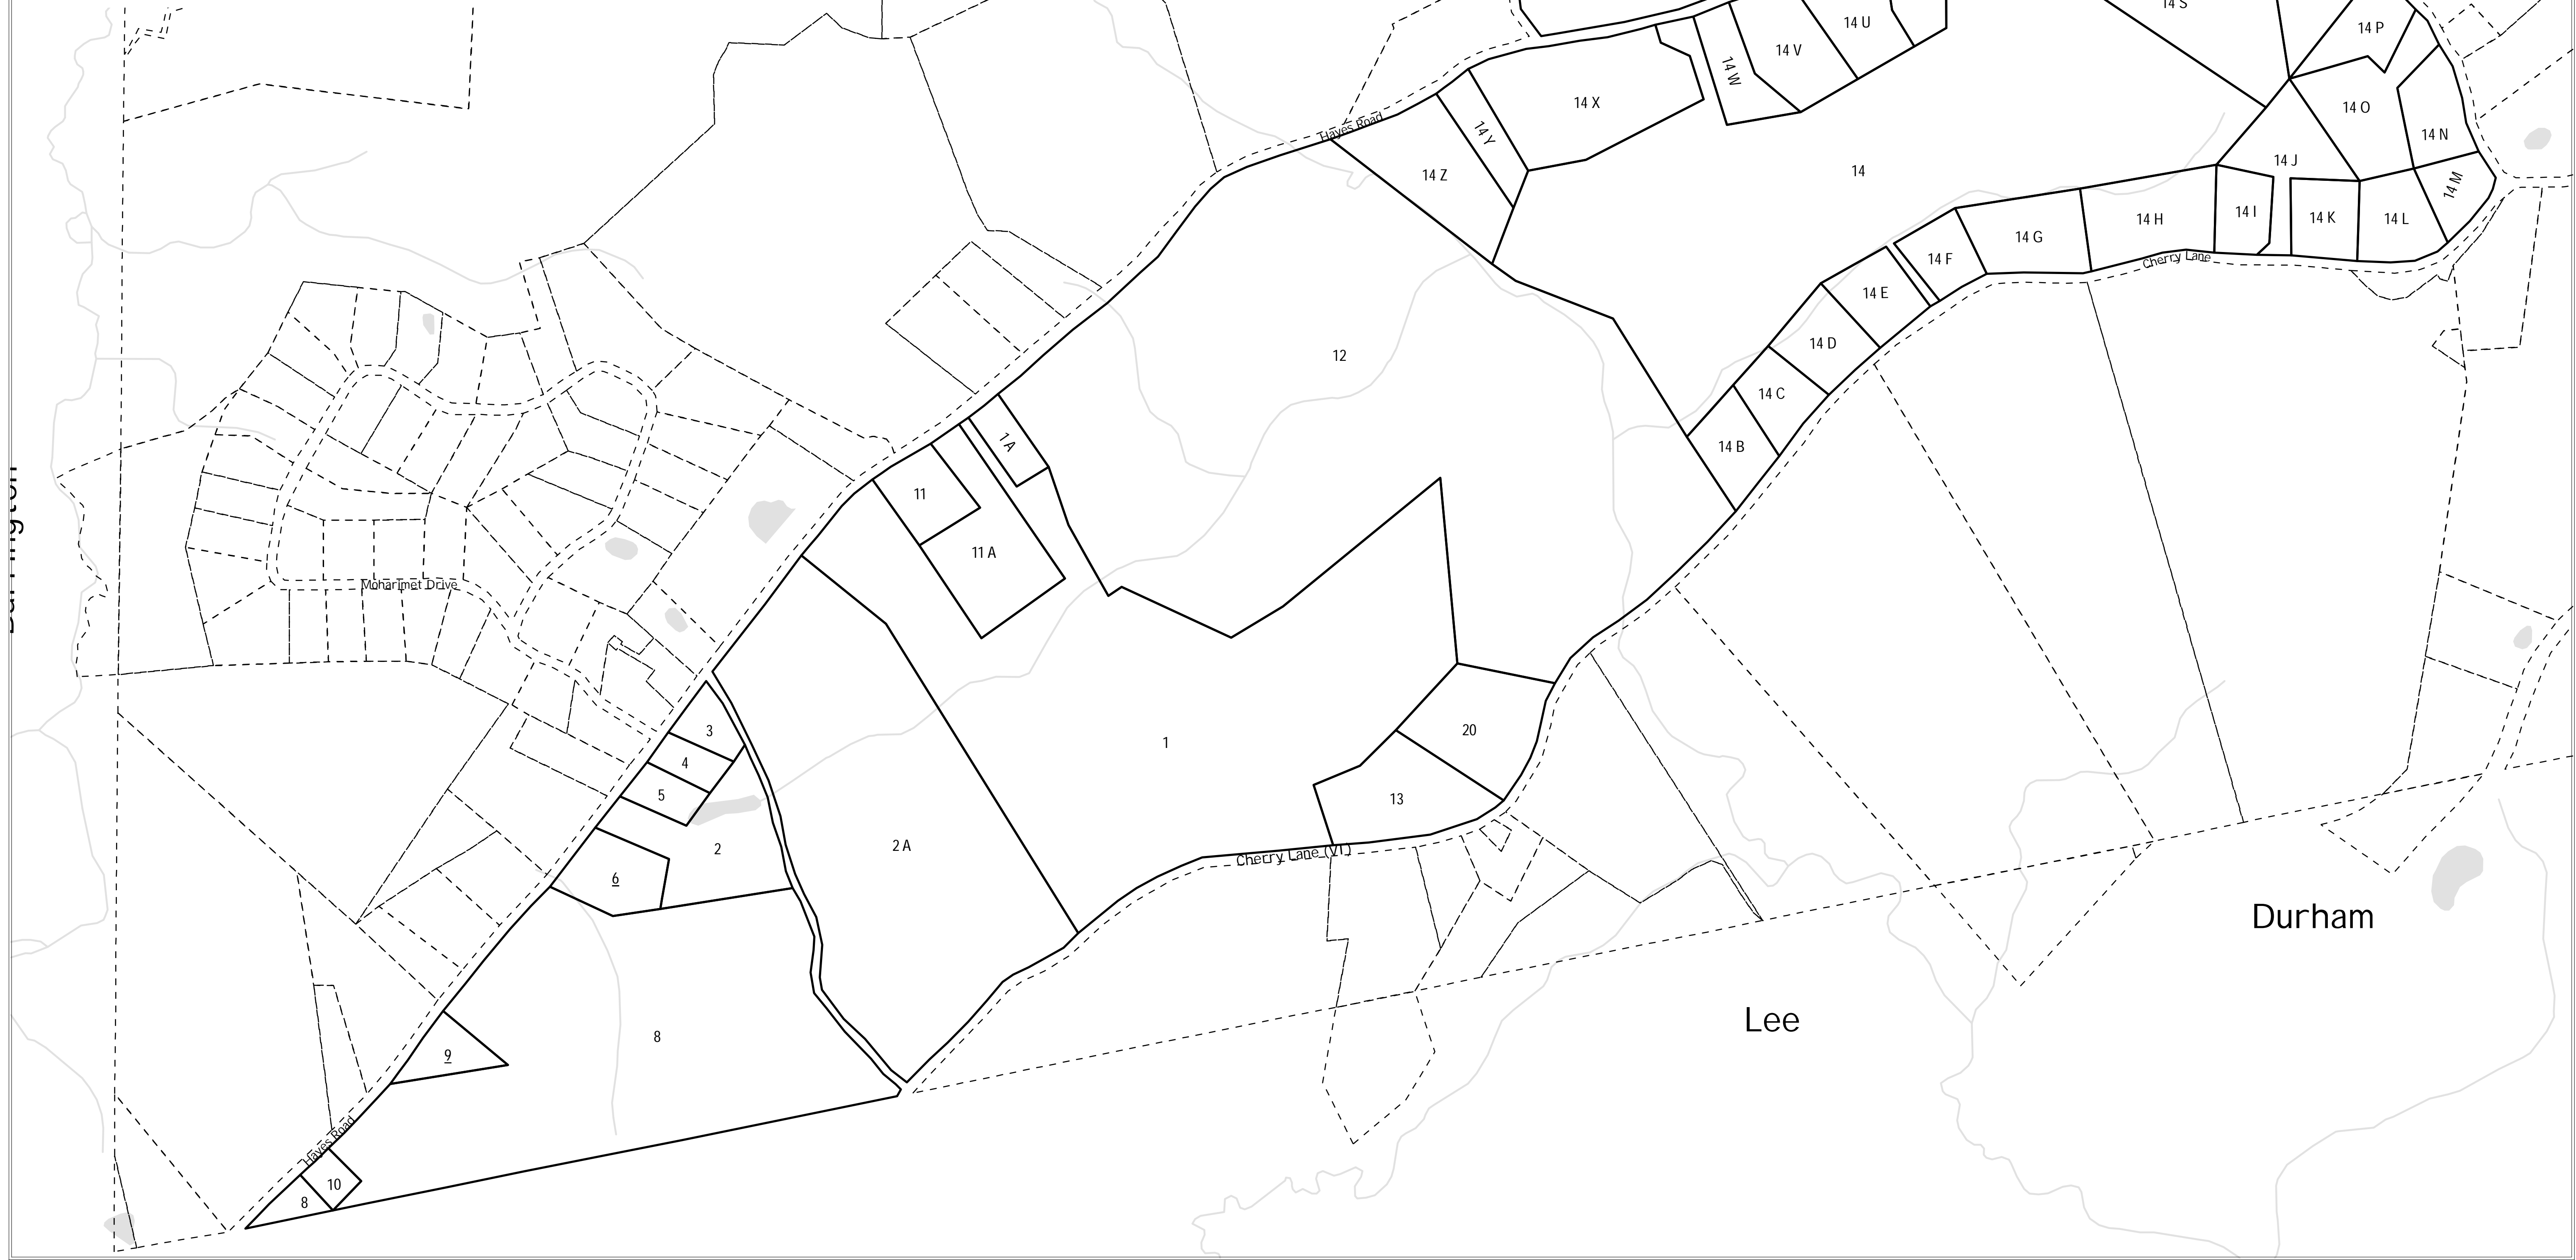 14 S
14 P
14 U
14 V
14 W
14 X
14 O
Hayes Road
14 Y
14 N
14 J
14
14 Z
14 M
14 I
14 K
14 L
14 H
14 G
Cherry Lane
14 F
14 E
12
14 D
14 C
1 A
14 B
11
11 A
Moharimet Drive
3
20
1
4
5
13
2
2 A
Cherry Lane (VT)
6
Durham
Lee
8
9
Hayes Road
10
8